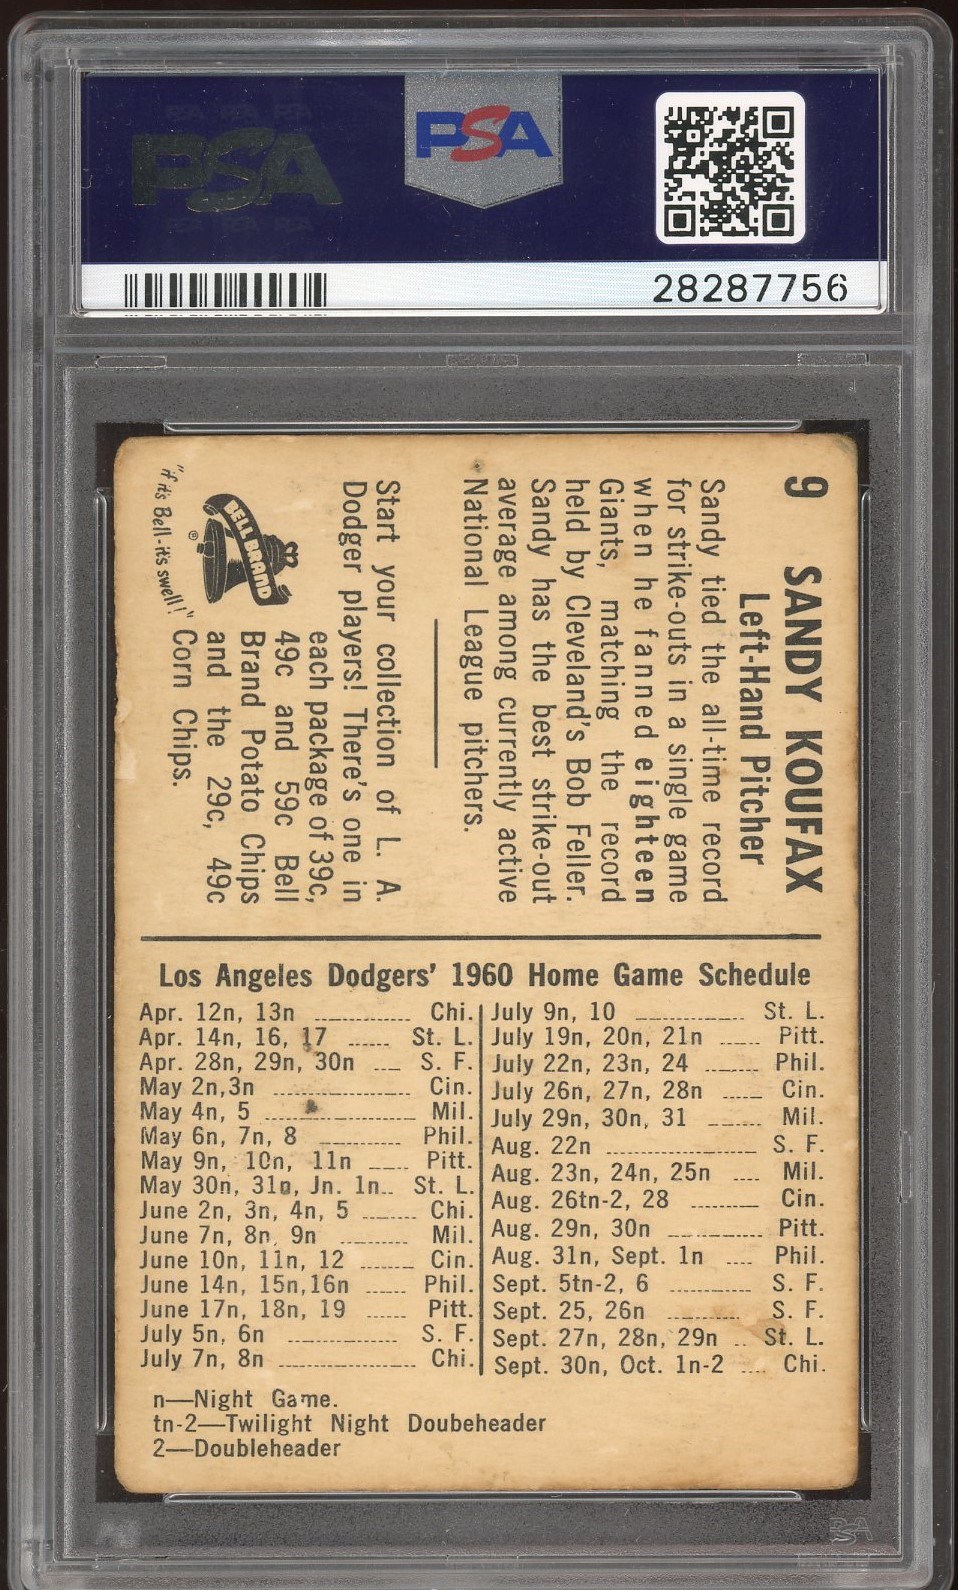 PSA
PSA
28287756
9 SANDY KOUFAX
Left-Hand Pitcher
Sandy tied the all-time record
for strike-outs in a single game
when he fanned eighteen
Giants, matching the record
held by Cleveland's Bob Feller.
Sandy has the best strike-out
average among currently active
National League pitchers.
Start your collection of L. A.
Dodger players! There's one in
each package of 39c,
49c and 59c Bell
Brand Potato Chips
and the 29c, 49c
Corn Chips.
BELL BRAND
®
"if it's Bell-it's swell!"
Los Angeles Dodgers' 1960 Home Game Schedule
Apr. 12n, 13n Chi.
Apr. 14n, 16, 17 St. L.
Apr. 28n, 29n, 30n S. F.
May 2n,3n Cin.
May 4n, 5 Mil.
May 6n, 7n, 8 Phil.
May 9n, 10n, 11n Pitt.
May 30n, 31n, Jn. 1n.. St. L.
June 2n, 3n, 4n, 5 Chi.
June 7n, 8n, 9n Mil.
June 10n, 11n, 12 Cin.
June 14n, 15n,16n Phil.
June 17n, 18n, 19 Pitt.
July 5n, 6n S. F.
July 7n, 8n Chi.
July 9n, 10 St. L.
July 19n, 20n, 21n Pitt.
July 22n, 23n, 24 Phil.
July 26n, 27n, 28n Cin.
July 29n, 30n, 31 Mil.
Aug. 22n S. F.
Aug. 23n, 24n, 25n Mil.
Aug. 26tn-2, 28 Cin.
Aug. 29n, 30n Pitt.
Aug. 31n, Sept. 1n Phil.
Sept. 5tn-2, 6 S. F.
Sept. 25, 26n S. F.
Sept. 27n, 28n, 29n .. St. L.
Sept. 30n, Oct. 1n-2 Chi.
n—Night Game.
tn-2—Twilight Night Doubeheader
2—Doubleheader
PSA